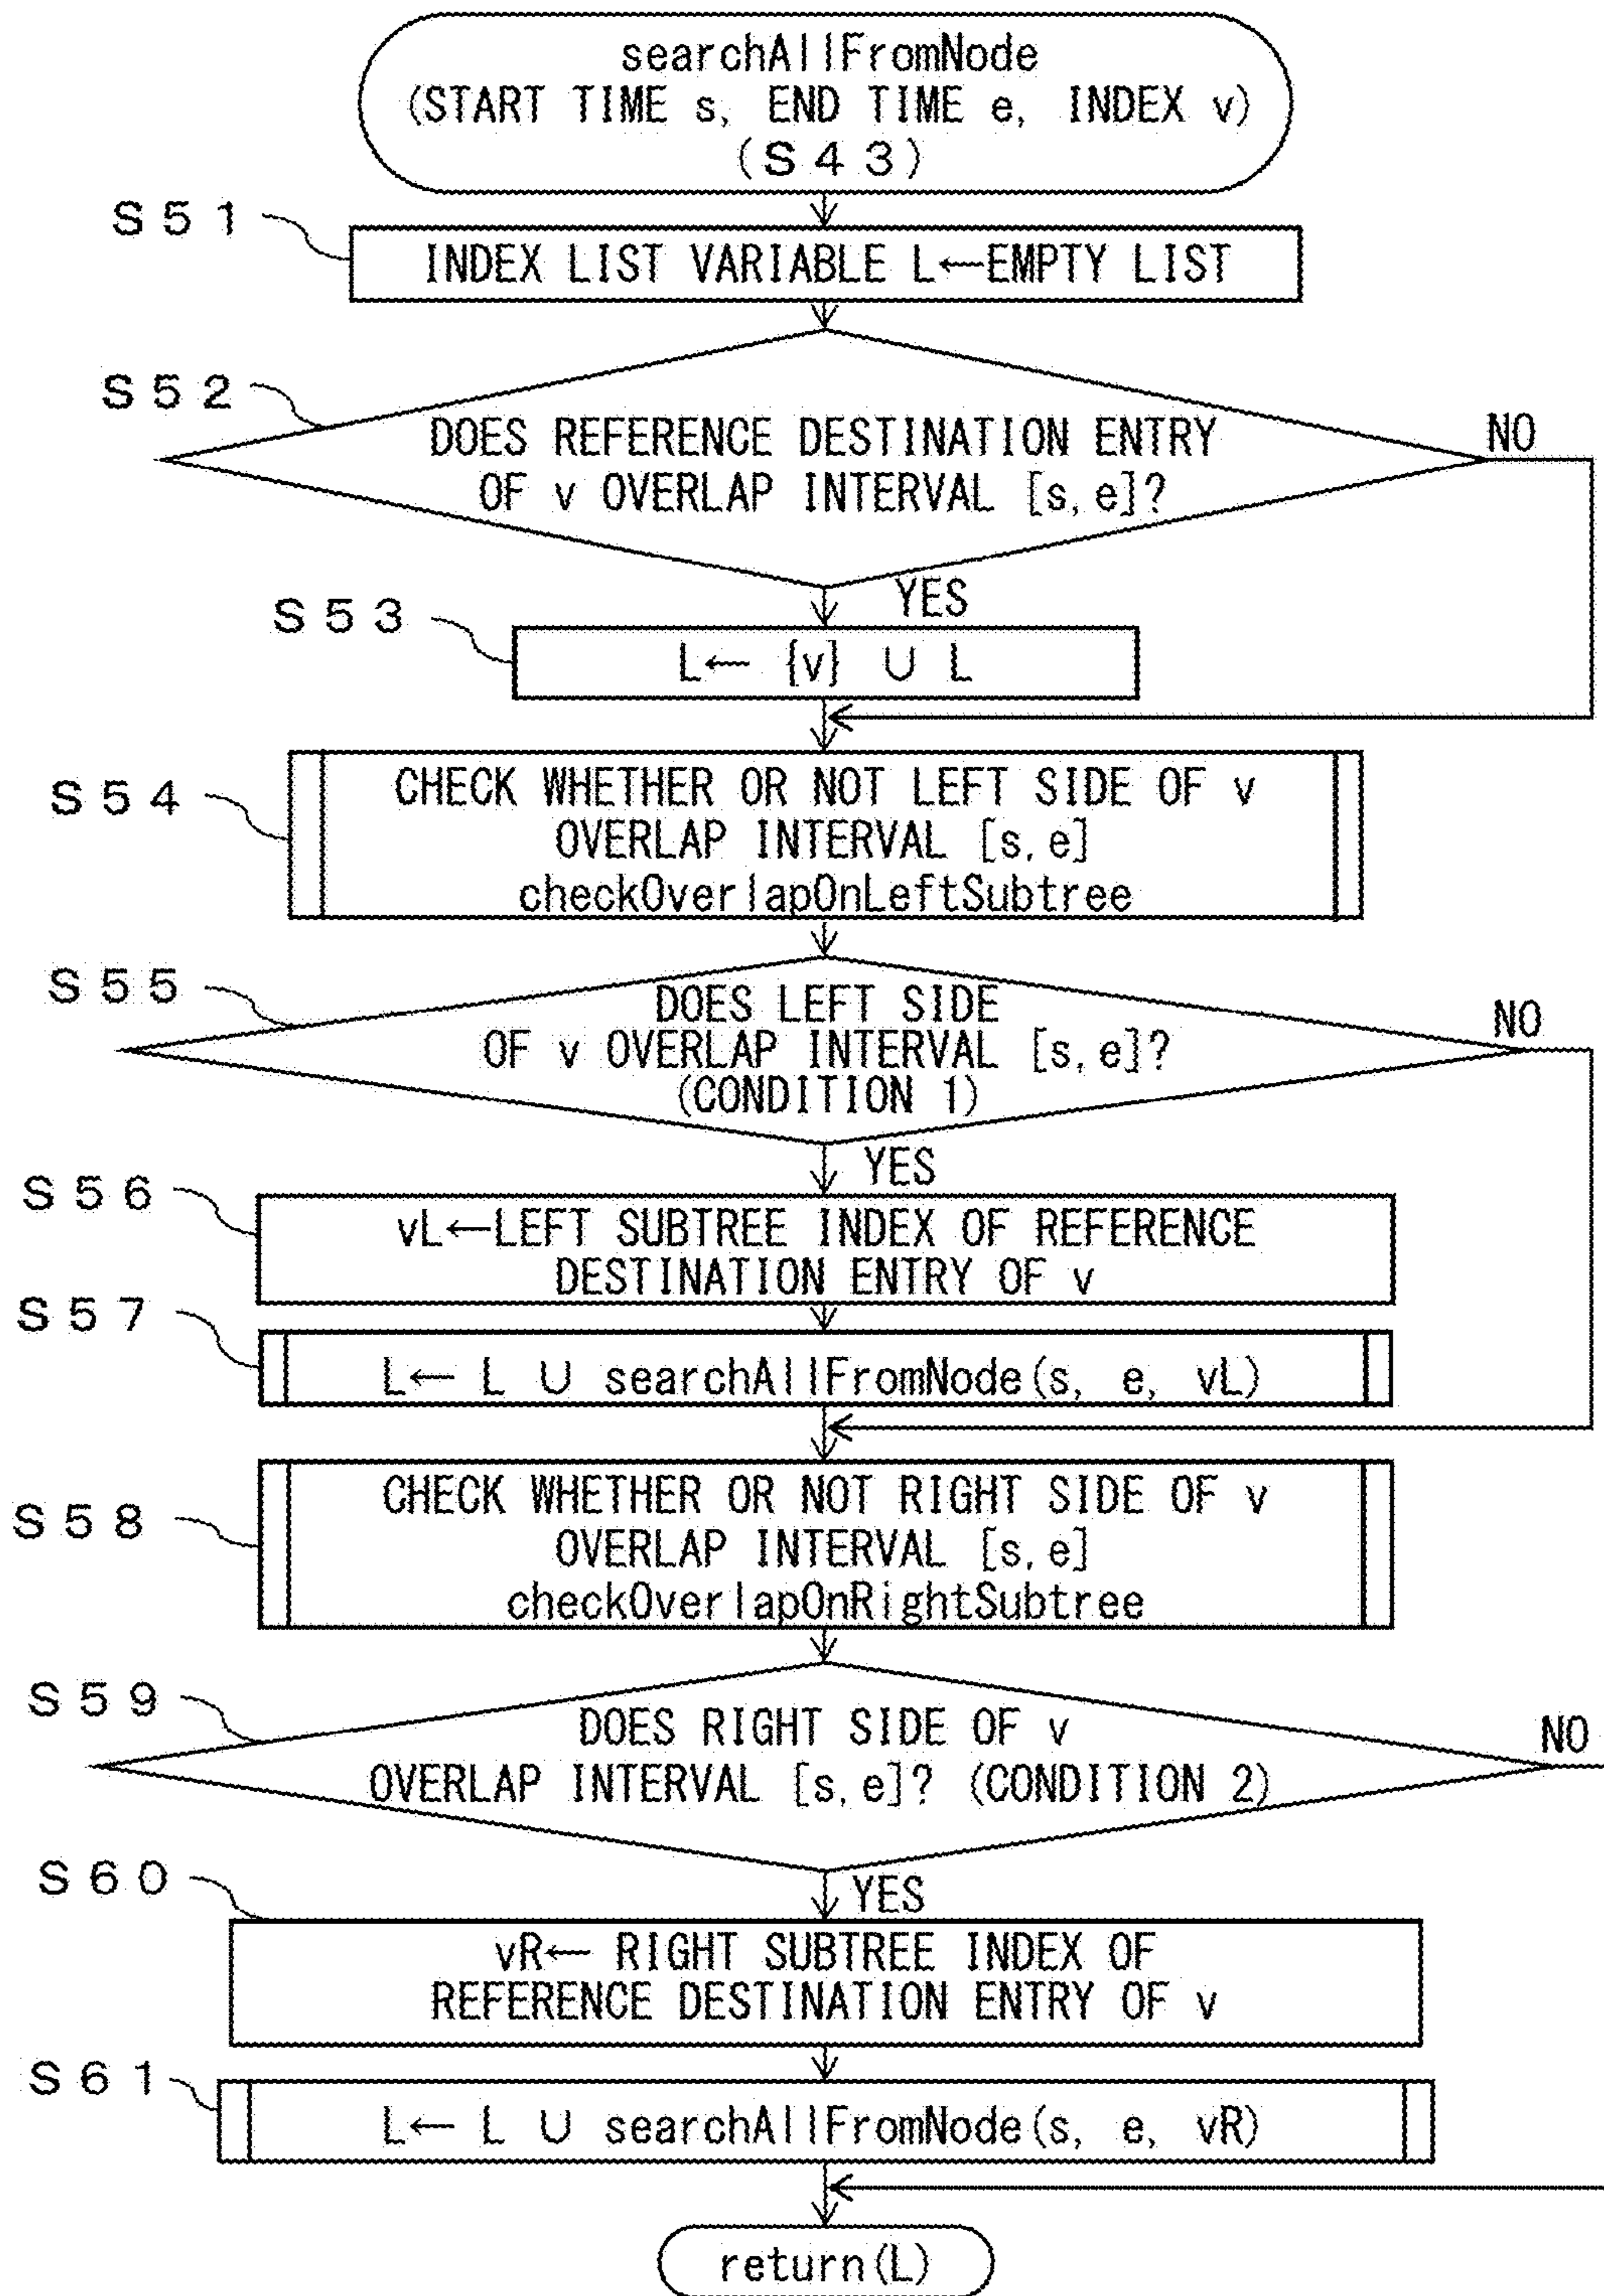 searchAllFromNode
(START TIME s, END TIME e, INDEX v)
(S43)
S51
INDEX LIST VARIABLE L←EMPTY LIST
S52
DOES REFERENCE DESTINATION ENTRY
OF v OVERLAP INTERVAL [s,e]?
NO
YES
S53
L← {v} ∪ L
S54
CHECK WHETHER OR NOT LEFT SIDE OF v
OVERLAP INTERVAL [s,e]
checkOverlapOnLeftSubtree
S55
DOES LEFT SIDE
OF v OVERLAP INTERVAL [s,e]?
(CONDITION 1)
NO
YES
S56
vL←LEFT SUBTREE INDEX OF REFERENCE
DESTINATION ENTRY OF v
S57
L← L ∪ searchAllFromNode(s, e, vL)
S58
CHECK WHETHER OR NOT RIGHT SIDE OF v
OVERLAP INTERVAL [s,e]
checkOverlapOnRightSubtree
S59
DOES RIGHT SIDE OF v
OVERLAP INTERVAL [s,e]? (CONDITION 2)
NO
YES
S60
vR← RIGHT SUBTREE INDEX OF
REFERENCE DESTINATION ENTRY OF v
S61
L← L ∪ searchAllFromNode(s, e, vR)
return(L)